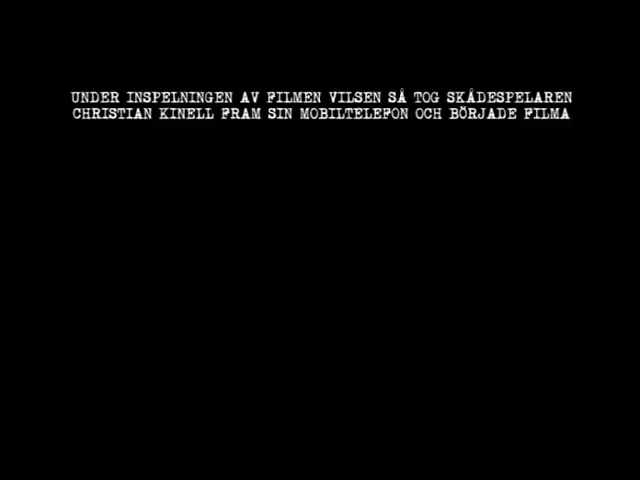 UNDER INSPELNINGEN AV FILMEN VILSEN SÅ TOG SKÅDESPELAREN
CHRISTIAN KINELL FRAM SIN MOBILTELEFON OCH BÖRJADE FILMA